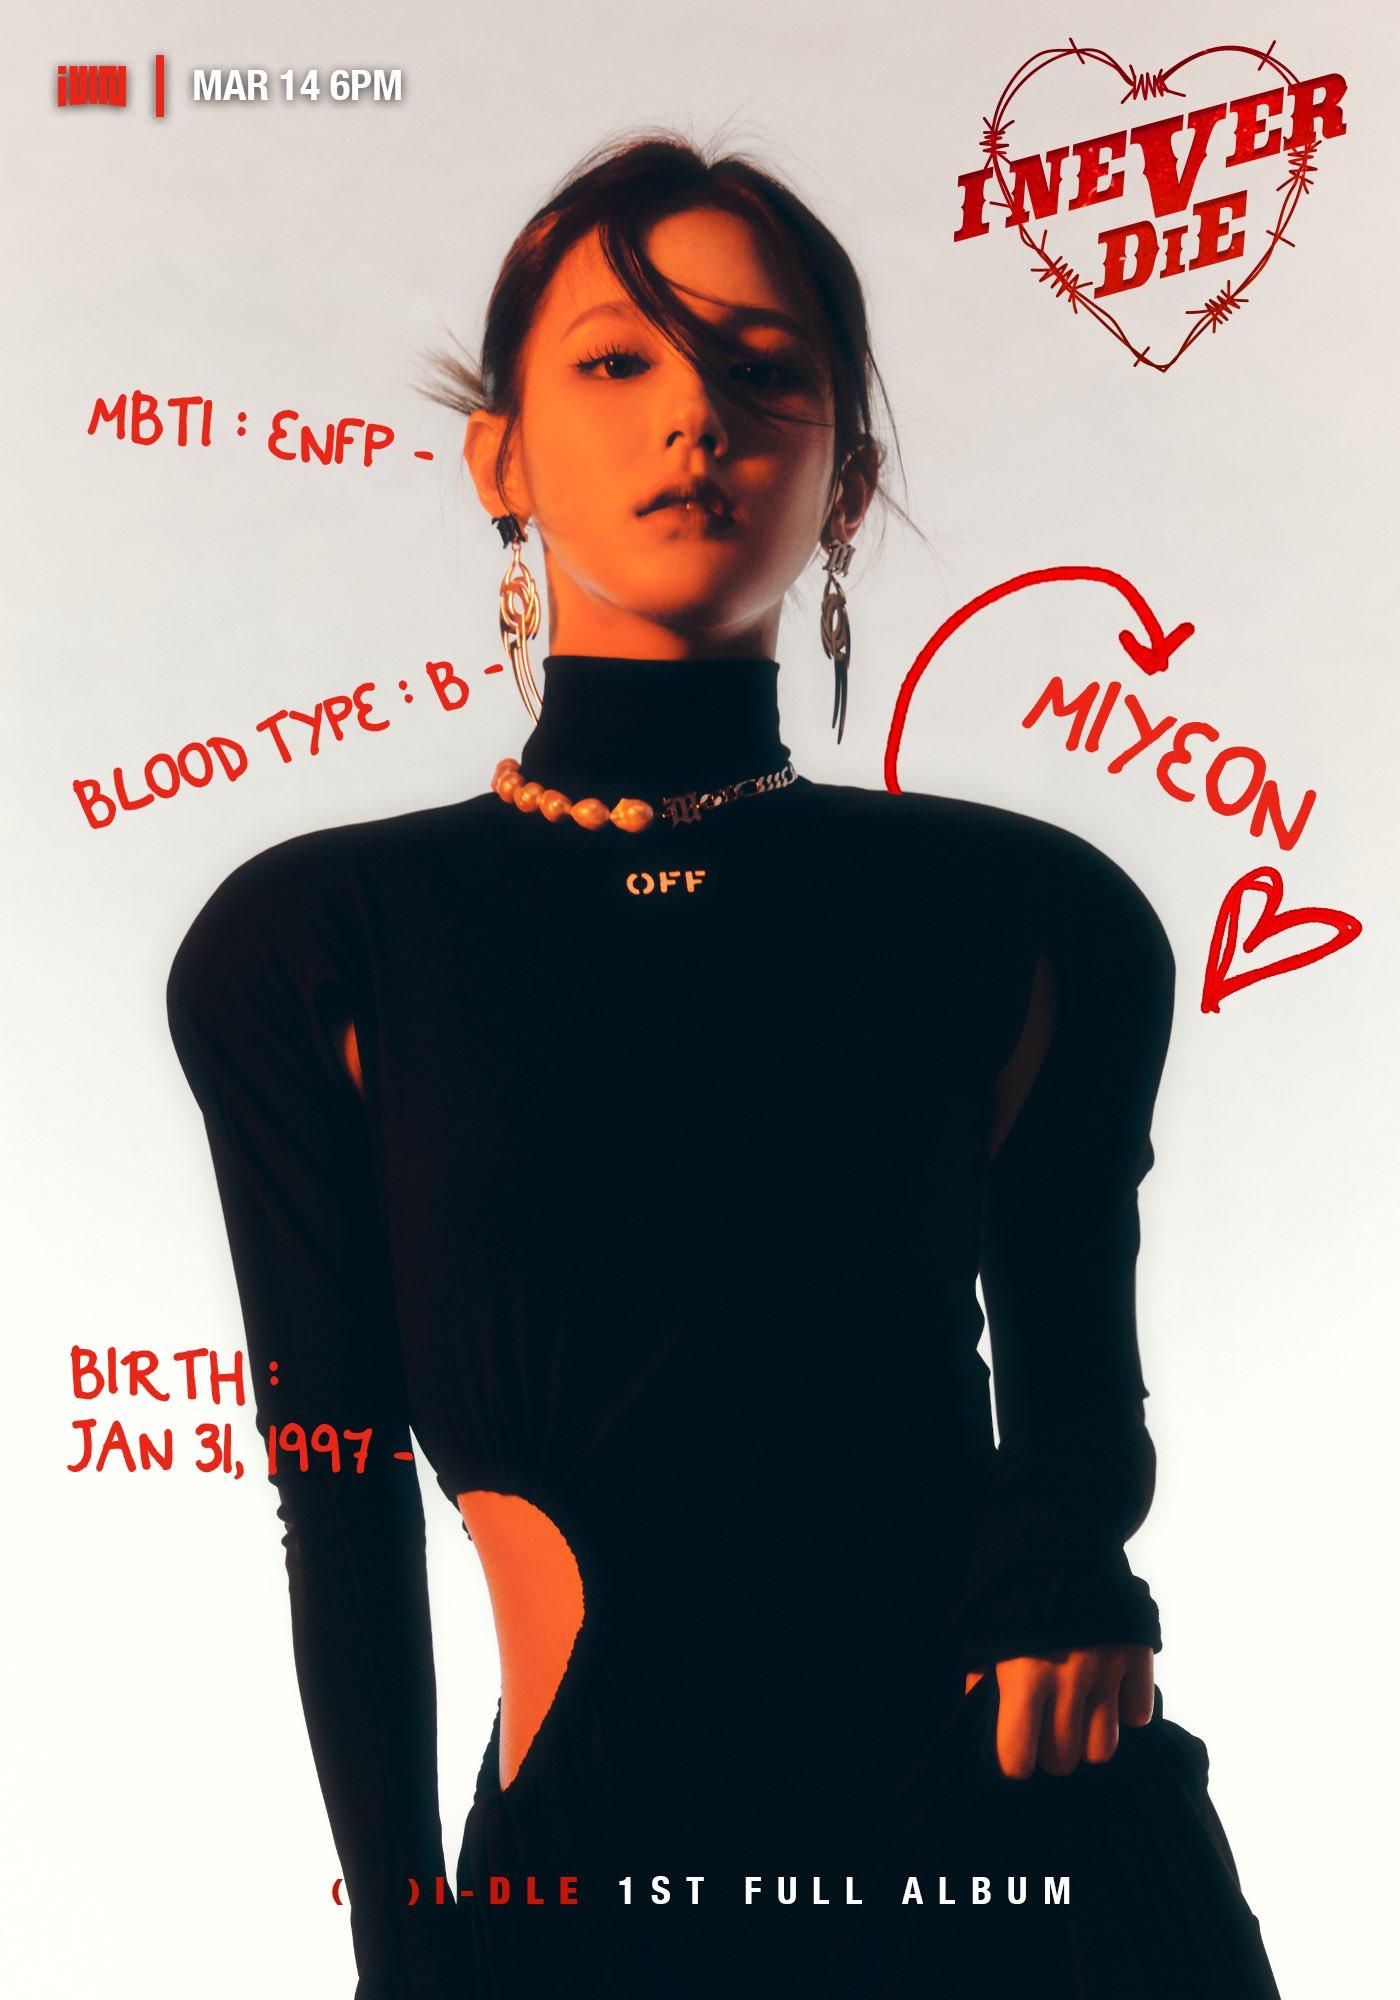 MAR 14 6PM
I NEVER
DIE
MBTI : ENFP -
BLOOD TYPE : B -
MIYEON
OFF
BIRTH :
JAN 31, 1997 -
( )I-DLE 1ST FULL ALBUM